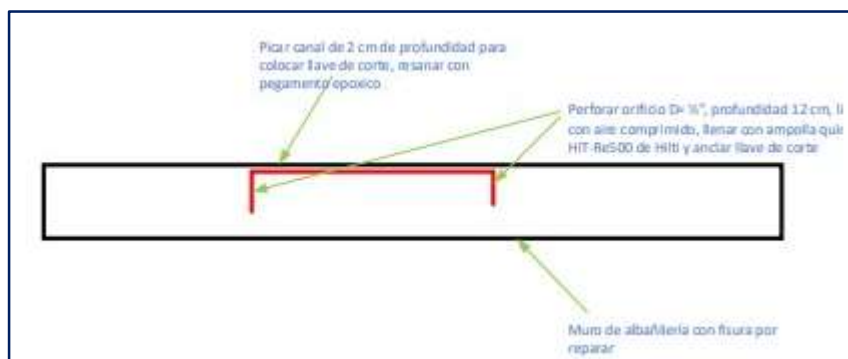 Picar canal de 2 cm de profundidad para
colocar llave de corte, resanar con
pegamento epoxico
Perforar orificio D= ½", profundidad 12 cm, li
con aire comprimido, llenar con ampolla que
HIT-Re500 de Hilti y anclar llave de corte
Muro de albañilería con fisura por
reparar